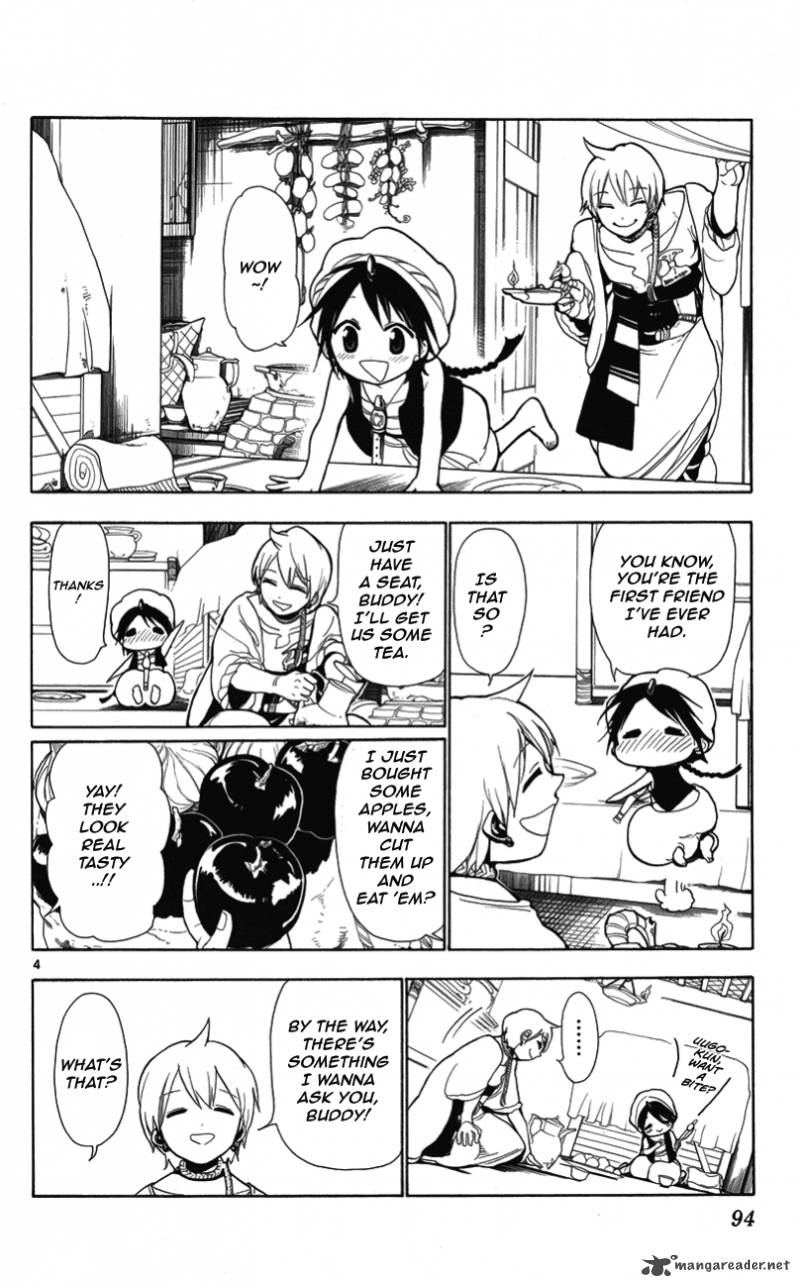 WOW
~!
YOU KNOW,
YOU'RE THE
FIRST FRIEND
I'VE EVER
HAD.
IS
THAT
SO
?
JUST
HAVE
A SEAT,
BUDDY!
I'LL GET
US SOME
TEA.
THANKS
!
I JUST
BOUGHT
SOME
APPLES,
WANNA
CUT
THEM UP
AND
EAT 'EM?
YAY!
THEY
LOOK
REAL
TASTY
..!!
4
UUGO-
KUN,
WANT
A
BITE?
.....
BY THE WAY,
THERE'S
SOMETHING
I WANNA
ASK YOU,
BUDDY!
WHAT'S
THAT?
94
mangareader.net